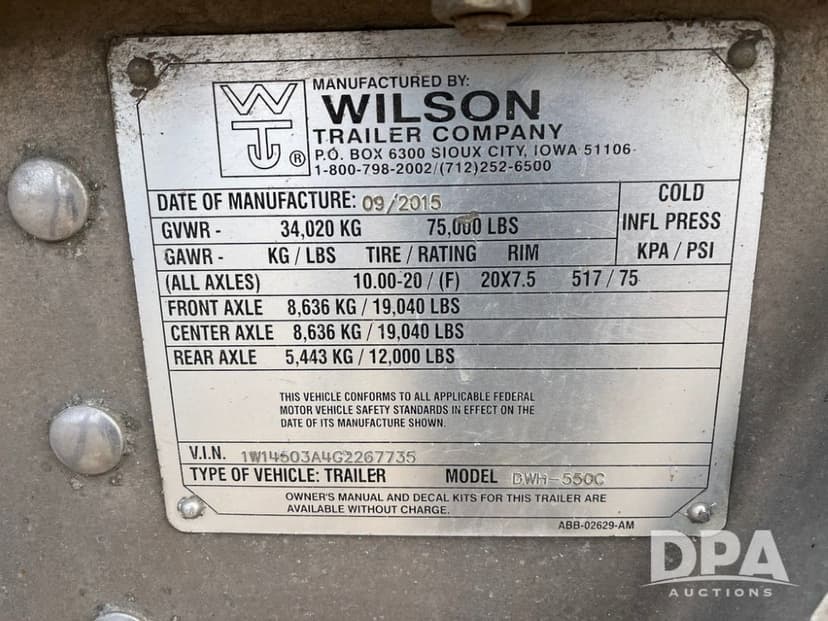 WTC ®
MANUFACTURED BY:
WILSON
TRAILER COMPANY
P.O. BOX 6300 SIOUX CITY, IOWA 51106
1-800-798-2002/(712)252-6500
DATE OF MANUFACTURE: 09/2015
GVWR - 34,020 KG 75,000 LBS
GAWR - KG / LBS TIRE / RATING RIM
COLD
INFL PRESS
KPA / PSI
(ALL AXLES) 10.00-20 / (F) 20X7.5 517 / 75
FRONT AXLE 8,636 KG / 19,040 LBS
CENTER AXLE 8,636 KG / 19,040 LBS
REAR AXLE 5,443 KG / 12,000 LBS
THIS VEHICLE CONFORMS TO ALL APPLICABLE FEDERAL
MOTOR VEHICLE SAFETY STANDARDS IN EFFECT ON THE
DATE OF ITS MANUFACTURE SHOWN.
V.I.N. 1W14503A4G2267735
TYPE OF VEHICLE: TRAILER MODEL DWH-550C
OWNER'S MANUAL AND DECAL KITS FOR THIS TRAILER ARE
AVAILABLE WITHOUT CHARGE.
ABB-02629-AM
DPA
AUCTIONS